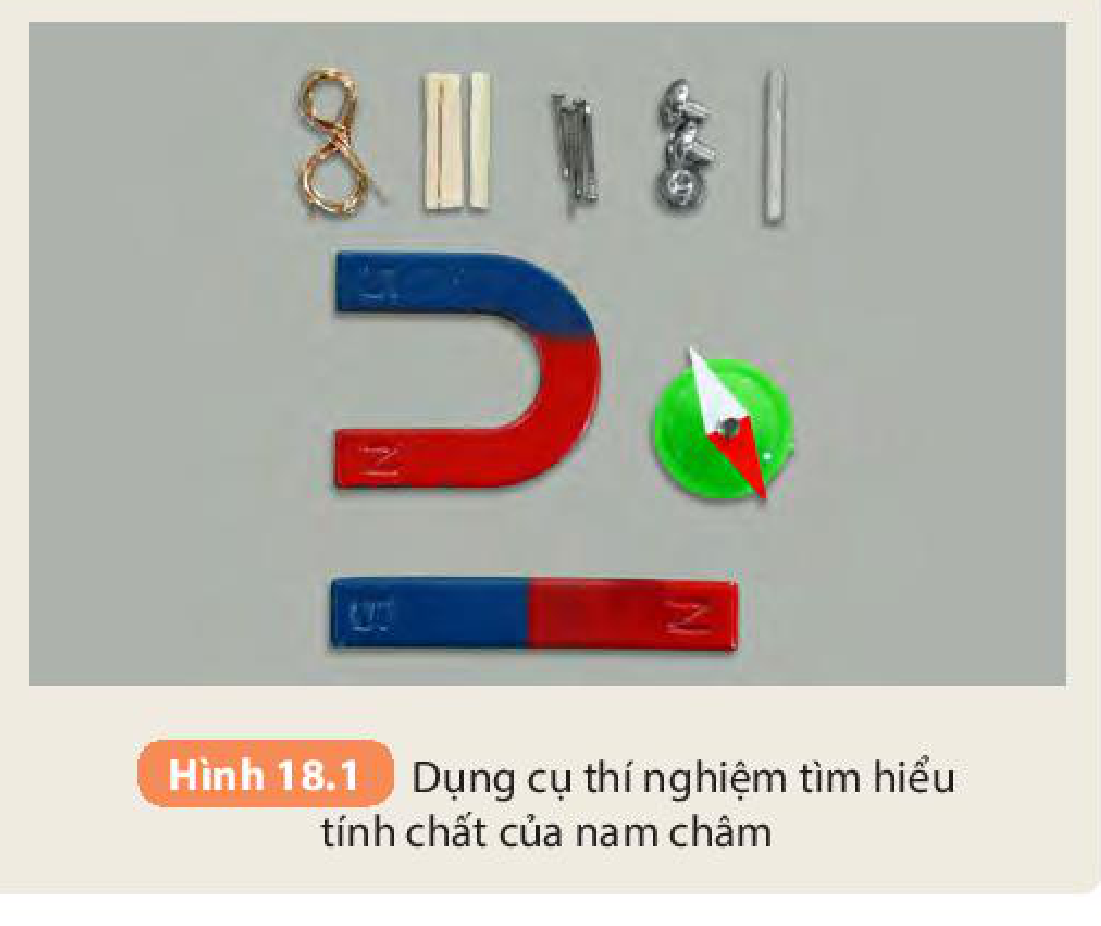 S
N
S
N
Hình 18.1 Dụng cụ thí nghiệm tìm hiểu
tính chất của nam châm